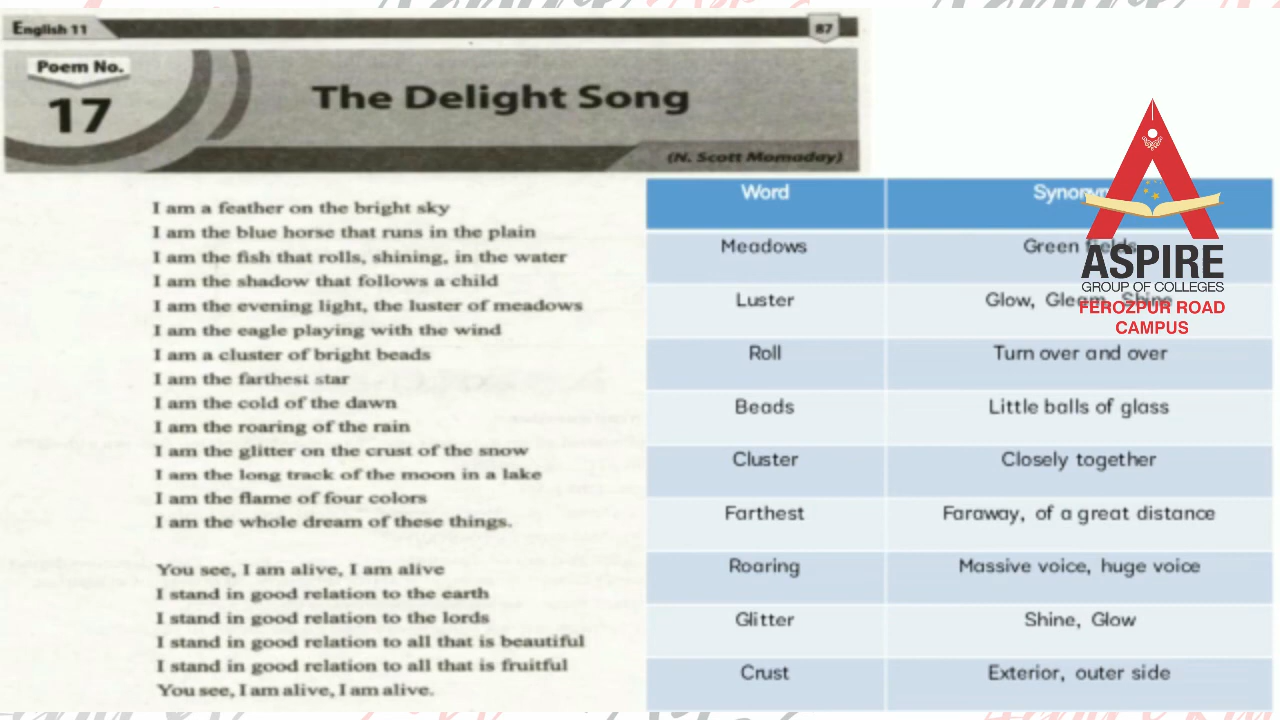 English 11
87
Poem No.
17
The Delight Song
(N. Scott Momaday)
I am a feather on the bright sky
I am the blue horse that runs in the plain
I am the fish that rolls, shining, in the water
I am the shadow that follows a child
I am the evening light, the luster of meadows
I am the eagle playing with the wind
I am a cluster of bright beads
I am the farthest star
I am the cold of the dawn
I am the roaring of the rain
I am the glitter on the crust of the snow
I am the long track of the moon in a lake
I am the flame of four colors
I am the whole dream of these things.
You see, I am alive, I am alive
I stand in good relation to the earth
I stand in good relation to the lords
I stand in good relation to all that is beautiful
I stand in good relation to all that is fruitful
You see, I am alive, I am alive.
Word Synonym
Meadows Green fields
Luster Glow, Gleam, Shine
Roll Turn over and over
Beads Little balls of glass
Cluster Closely together
Farthest Faraway, of a great distance
Roaring Massive voice, huge voice
Glitter Shine, Glow
Crust Exterior, outer side
ASPIRE
GROUP OF COLLEGES
FEROZPUR ROAD
CAMPUS